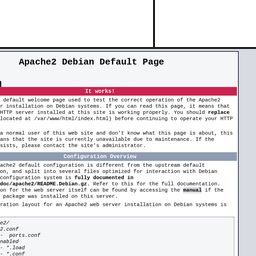 Apache2 Debian Default Page
It works!
default welcome page used to test the correct operation of the Apache2
r installation on Debian systems. If you can read this page, it means that
HTTP server installed at this site is working properly. You should replace
located at /var/www/html/index.html) before continuing to operate your HTTP
a normal user of this web site and don't know what this page is about, this
ans that the site is currently unavailable due to maintenance. If the
sists, please contact the site's administrator.
Configuration Overview
pache2 default configuration is different from the upstream default
on, and split into several files optimized for interaction with Debian
configuration system is fully documented in
doc/apache2/README.Debian.gz. Refer to this for the full documentation.
on for the web server itself can be found by accessing the manual if the
package was installed on this server.
ration layout for an Apache2 web server installation on Debian systems is
e2/
2.conf
- ports.conf
nabled
- *.load
- *.conf